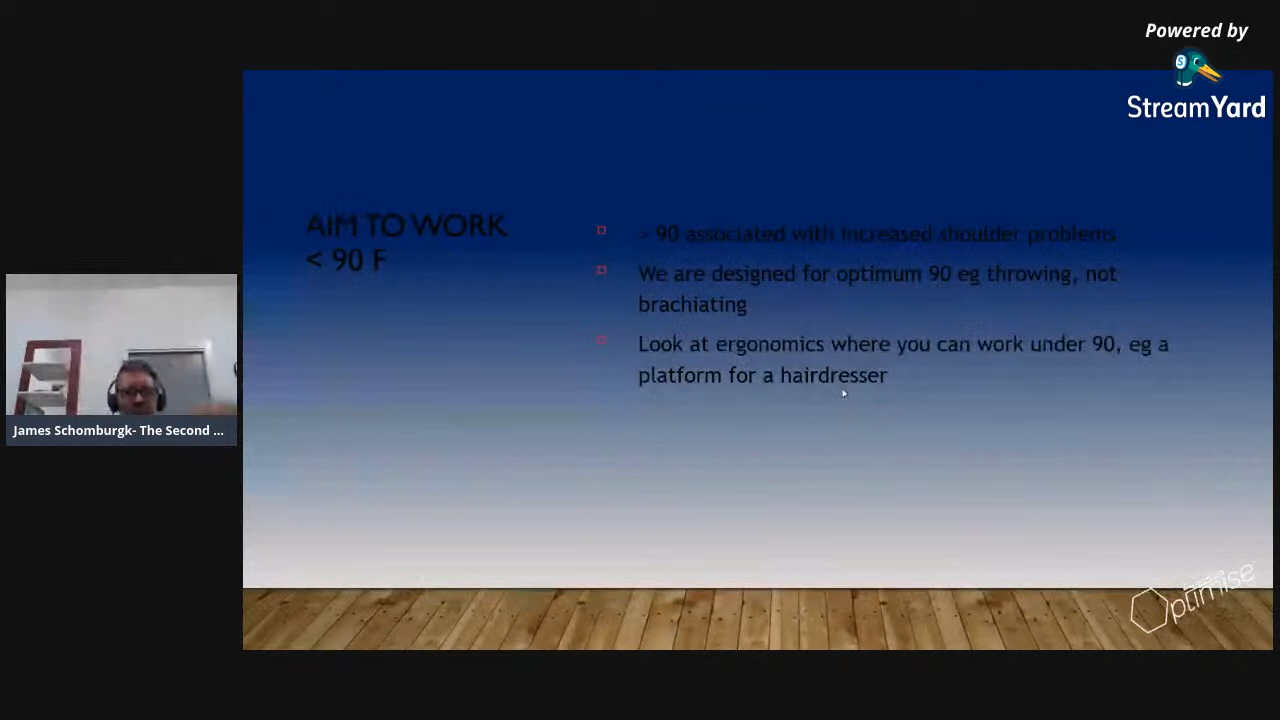 Powered by
StreamYard
AIM TO WORK
< 90 F
> 90 associated with increased shoulder problems
We are designed for optimum 90 eg throwing, not
brachiating
Look at ergonomics where you can work under 90, eg a
platform for a hairdresser
James Schomburgk- The Second ...
Optimise